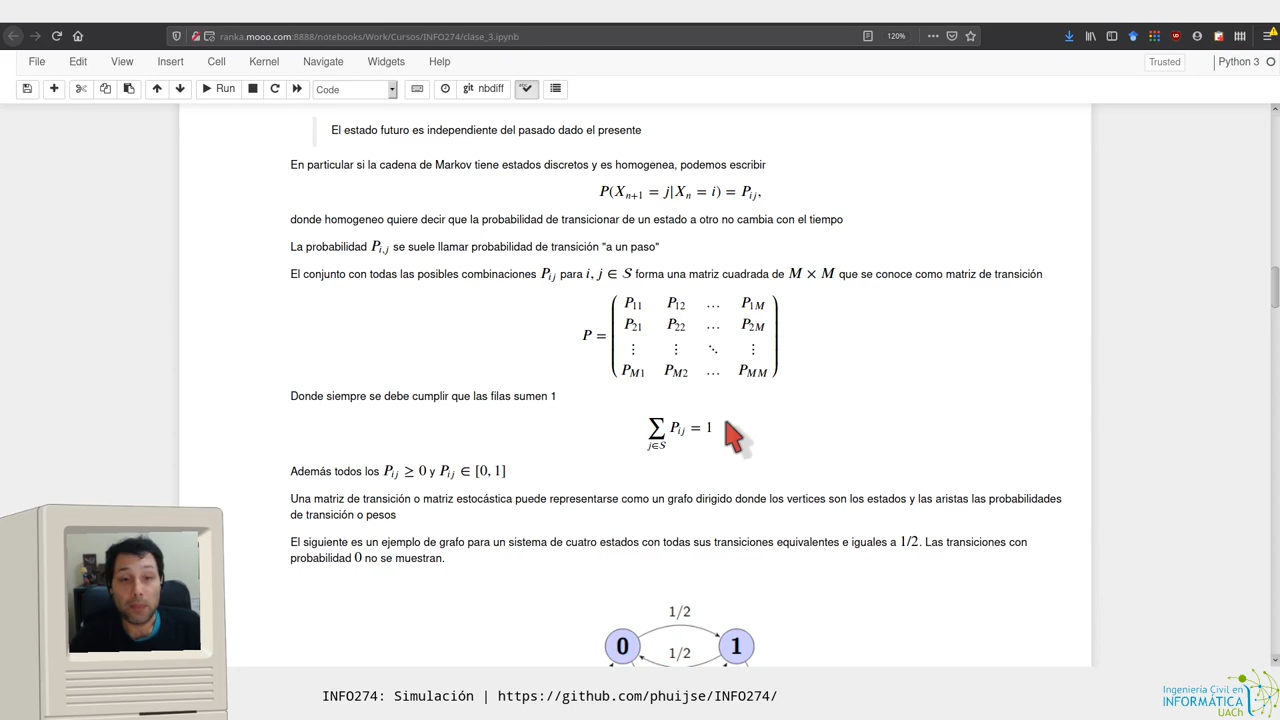 ranka.mooo.com:8888/notebooks/Work/Cursos/INFO274/clase_3.ipynb
120%
File Edit View Insert Cell Kernel Navigate Widgets Help
Trusted
Python 3
Run
Code
git nbdiff
El estado futuro es independiente del pasado dado el presente
En particular si la cadena de Markov tiene estados discretos y es homogenea, podemos escribir
P(X_{n+1} = j|X_n = i) = P_{ij},
donde homogeneo quiere decir que la probabilidad de transicionar de un estado a otro no cambia con el tiempo
La probabilidad P_{i,j} se suele llamar probabilidad de transición "a un paso"
El conjunto con todas las posibles combinaciones P_{ij} para i, j ∈ S forma una matriz cuadrada de M × M que se conoce como matriz de transición
P_{11} P_{12} … P_{1M}
P_{21} P_{22} … P_{2M}
P =
⋮ ⋮ ⋱ ⋮
P_{M1} P_{M2} … P_{MM}
Donde siempre se debe cumplir que las filas sumen 1
∑_{j∈S} P_{ij} = 1
Además todos los P_{ij} ≥ 0 y P_{ij} ∈ [0, 1]
Una matriz de transición o matriz estocástica puede representarse como un grafo dirigido donde los vertices son los estados y las aristas las probabilidades
de transición o pesos
El siguiente es un ejemplo de grafo para un sistema de cuatro estados con todas sus transiciones equivalentes e iguales a 1/2. Las transiciones con
probabilidad 0 no se muestran.
1/2
0 1
1/2
INFO274: Simulación | https://github.com/phuijse/INFO274/
Ingeniería Civil en
INFORMÁTICA
UACh